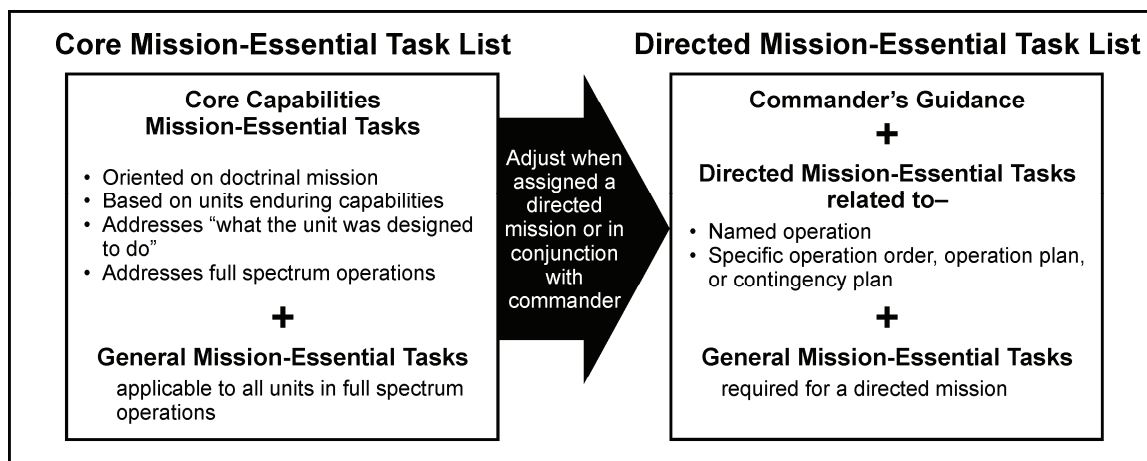 Core Mission-Essential Task List
Core Capabilities
Mission-Essential Tasks
• Oriented on doctrinal mission
• Based on units enduring capabilities
• Addresses “what the unit was designed
to do”
• Addresses full spectrum operations
+
General Mission-Essential Tasks
applicable to all units in full spectrum
operations
Adjust when
assigned a
directed
mission or in
conjunction
with
commander
Directed Mission-Essential Task List
Commander’s Guidance
+
Directed Mission-Essential Tasks
related to–
• Named operation
• Specific operation order, operation plan,
or contingency plan
+
General Mission-Essential Tasks
required for a directed mission